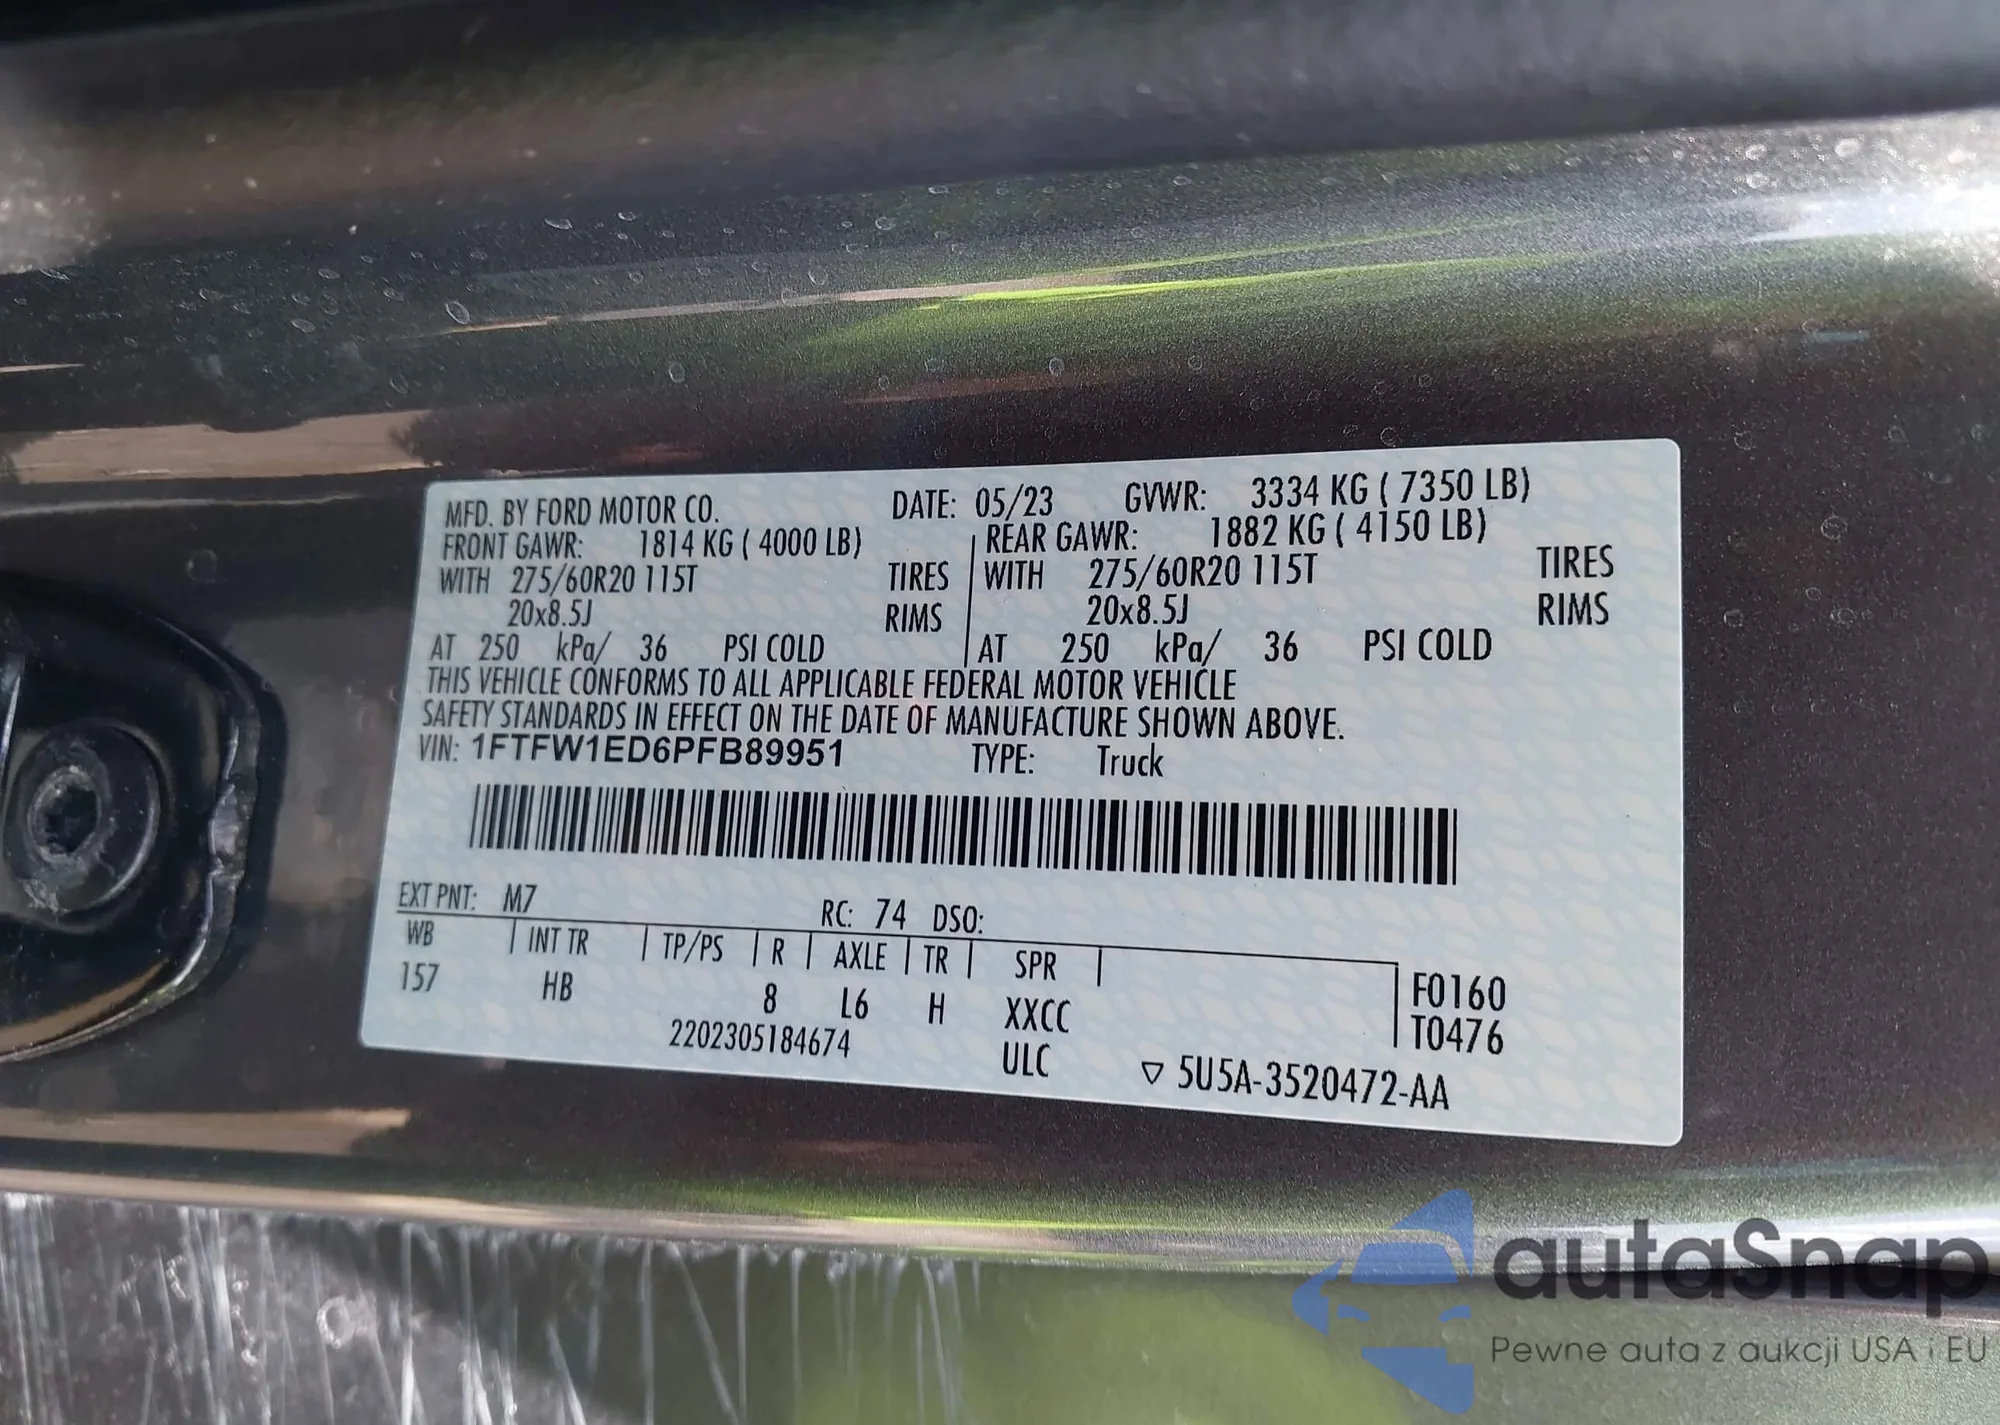 MFD. BY FORD MOTOR CO. DATE: 05/23 GVWR: 3334 KG ( 7350 LB)
FRONT GAWR: 1814 KG ( 4000 LB) REAR GAWR: 1882 KG ( 4150 LB)
WITH 275/60R20 115T TIRES WITH 275/60R20 115T TIRES
20x8.5J RIMS 20x8.5J RIMS
AT 250 kPa/ 36 PSI COLD AT 250 kPa/ 36 PSI COLD
THIS VEHICLE CONFORMS TO ALL APPLICABLE FEDERAL MOTOR VEHICLE
SAFETY STANDARDS IN EFFECT ON THE DATE OF MANUFACTURE SHOWN ABOVE.
VIN: 1FTFW1ED6PFB89951 TYPE: Truck
EXT PNT: M7 RC: 74 DSO:
WB INT TR TP/PS R AXLE TR SPR
157 HB 8 L6 H XXCC F0160
2202305184674 ULC T0476
▽ 5U5A-3520472-AA
autaSnap
Pewne auta z aukcji USA i EU